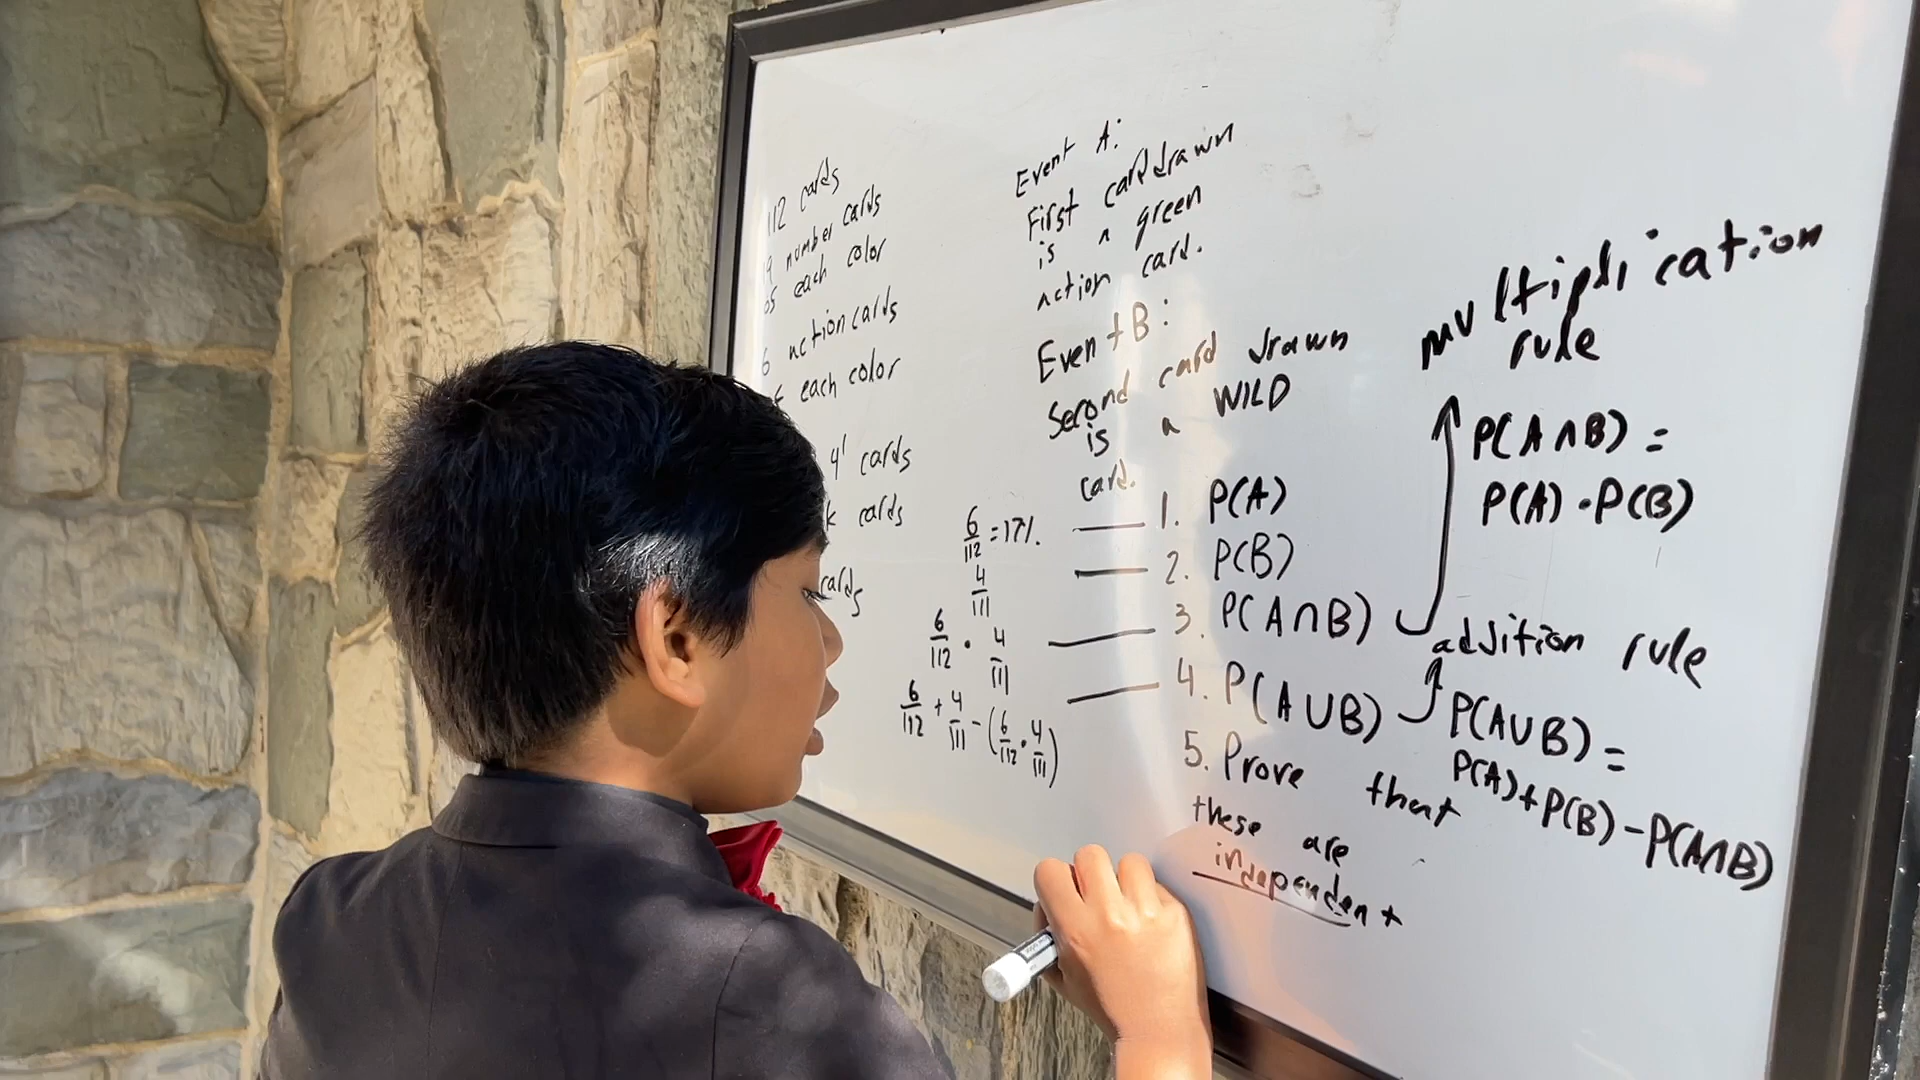 112 cards
9 number cards
os each color
6 action cards
of each color
4' cards
k cards
cards
Event A:
First card drawn
is a green
action card.
Event B:
Second card drawn
is a WILD
card.
6/112 = 17%. 1. P(A)
4/111 2. P(B)
6/112 · 4/111 3. P(A∩B)
6/112 + 4/111 - (6/112 · 4/111) 4. P(A∪B)
5. Prove that
these are
independent
multiplication
rule
P(A∩B) =
P(A) · P(B)
addition rule
P(A∪B) =
P(A)+P(B)-P(A∩B)